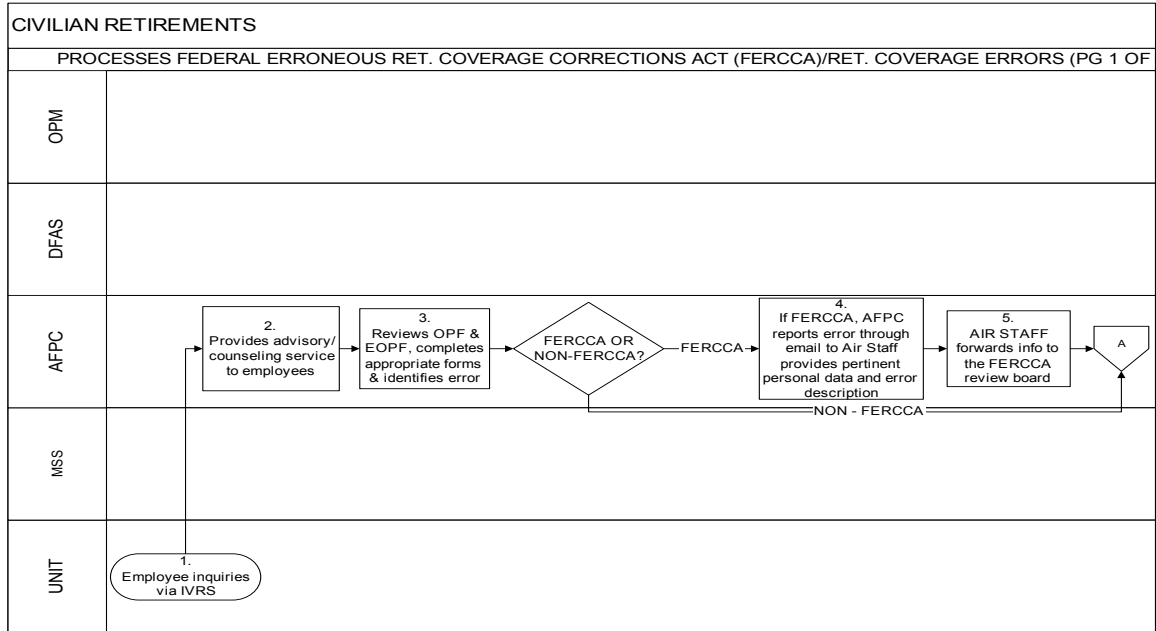 CIVILIAN RETIREMENTS
PROCESSES FEDERAL ERRONEOUS RET. COVERAGE CORRECTIONS ACT (FERCCA)/RET. COVERAGE ERRORS (PG 1 OF
OPM
DFAS
AFPC
2.
Provides advisory/
counseling service
to employees
3.
Reviews OPF &
EOPF, completes
appropriate forms
& identifies error
FERCCA OR
NON-FERCCA?
FERCCA
4.
If FERCCA, AFPC
reports error through
email to Air Staff
provides pertinent
personal data and error
description
5.
AIR STAFF
forwards info to
the FERCCA
review board
A
NON - FERCCA
MSS
UNIT
1.
Employee inquiries
via IVRS